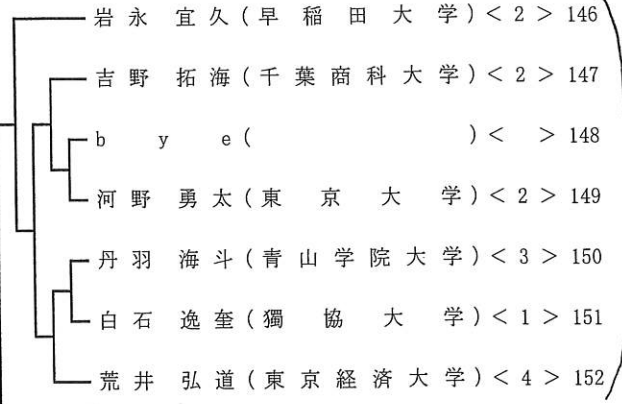 岩永 宜久(早稲田大学)< 2 > 146
吉野 拓海(千葉商科大学)< 2 > 147
bye( )< > 148
河野 勇太(東京大学)< 2 > 149
丹羽 海斗(青山学院大学)< 3 > 150
白石 逸奎(獨協大学)< 1 > 151
荒井 弘道(東京経済大学)< 4 > 152